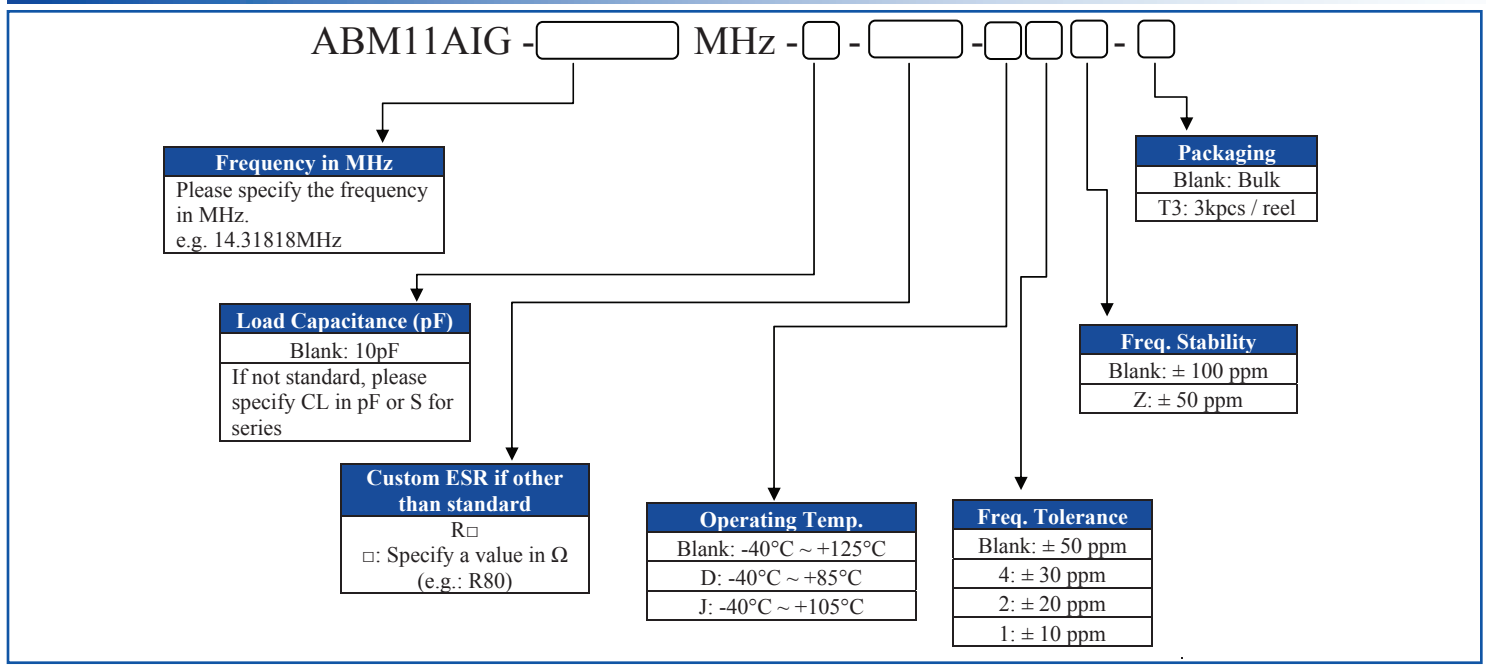 ABM11AIG - MHz - - - -
Frequency in MHz
Please specify the frequency
in MHz.
e.g. 14.31818MHz
Packaging
Blank: Bulk
T3: 3kpcs / reel
Load Capacitance (pF)
Blank: 10pF
If not standard, please
specify CL in pF or S for
series
Freq. Stability
Blank: ± 100 ppm
Z: ± 50 ppm
Custom ESR if other
than standard
R□
□: Specify a value in Ω
(e.g.: R80)
Operating Temp.
Blank: -40°C ~ +125°C
D: -40°C ~ +85°C
J: -40°C ~ +105°C
Freq. Tolerance
Blank: ± 50 ppm
4: ± 30 ppm
2: ± 20 ppm
1: ± 10 ppm